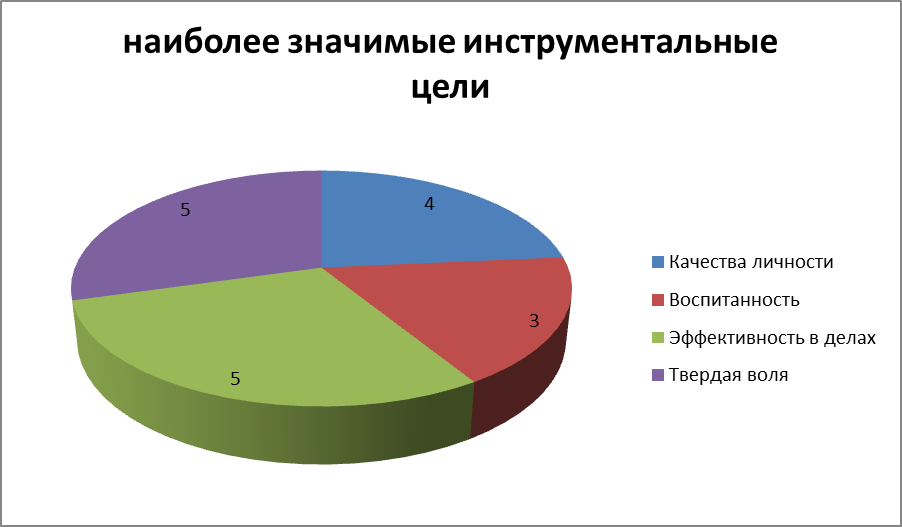 наиболее значимые инструментальные
цели
4
5
3
5
Качества личности
Воспитанность
Эффективность в делах
Твердая воля